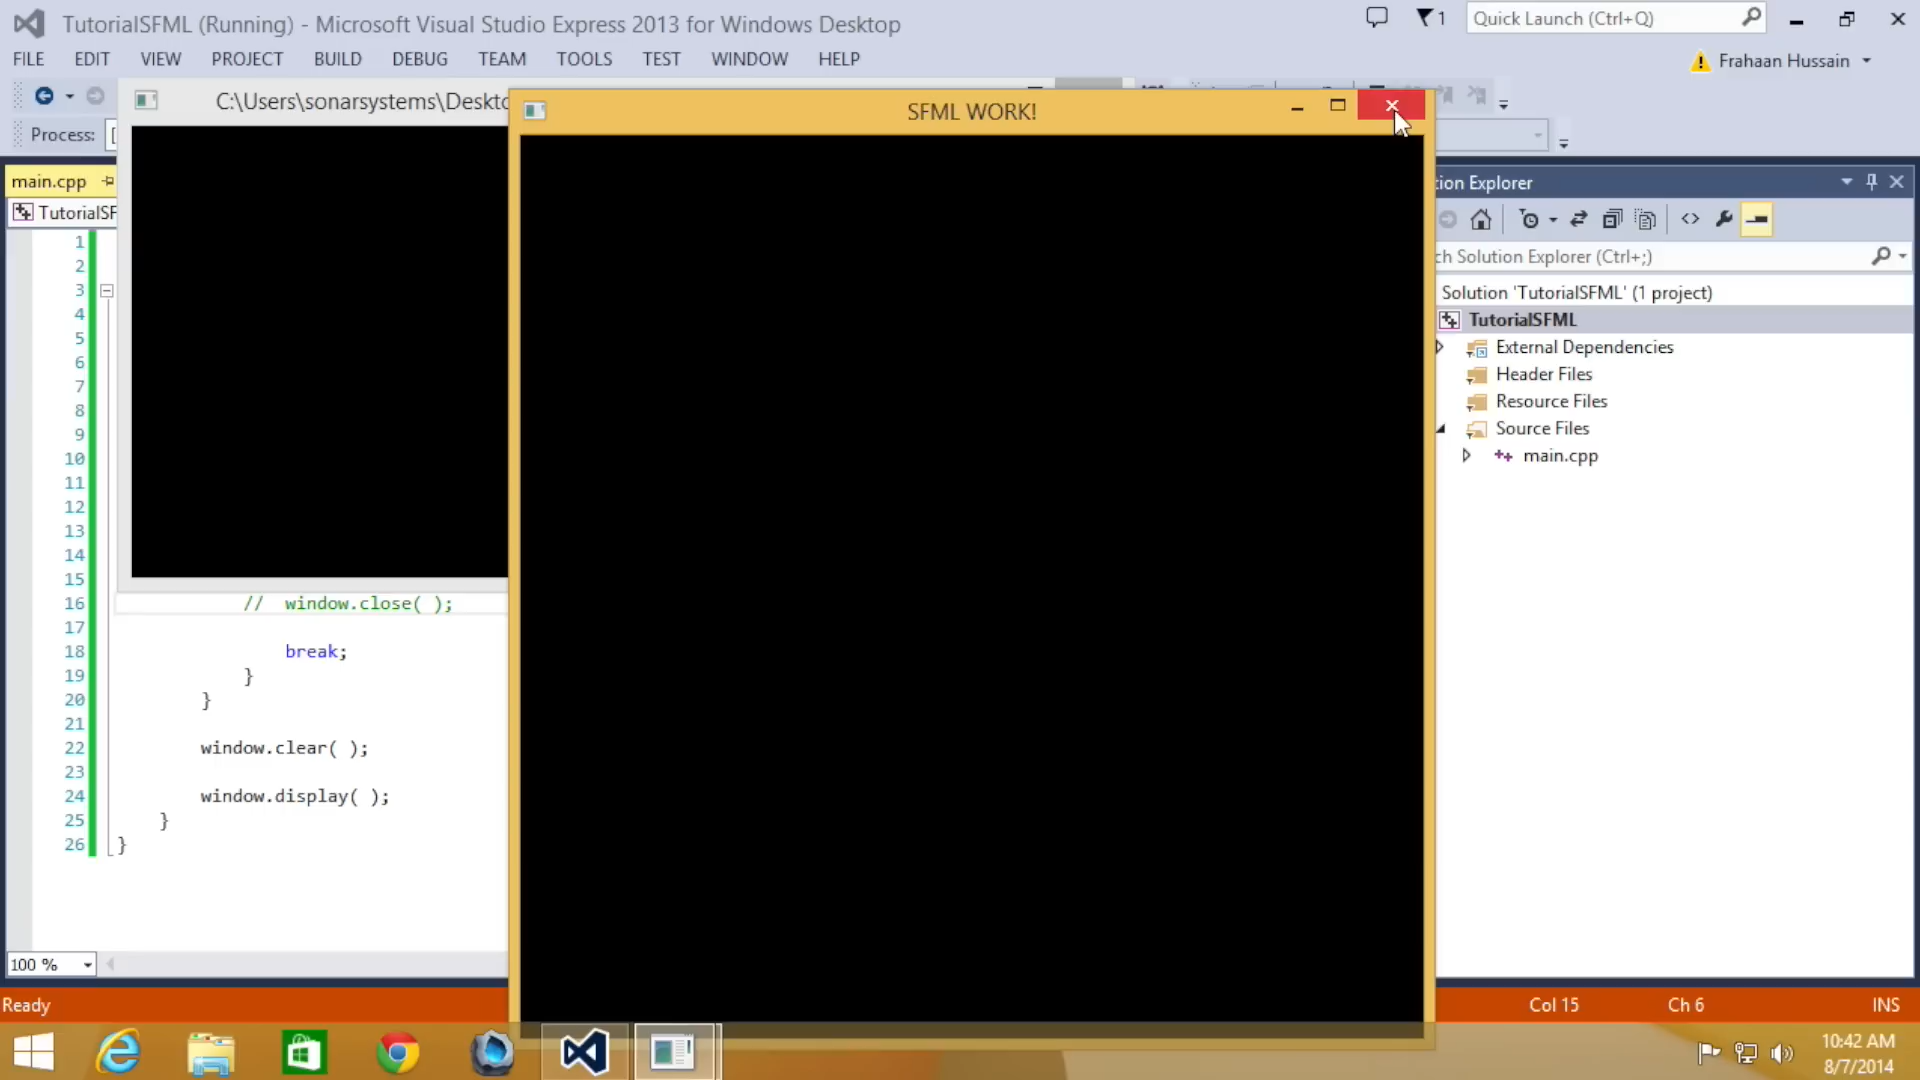 TutorialSFML (Running) - Microsoft Visual Studio Express 2013 for Windows Desktop
1
Quick Launch (Ctrl+Q)
FILE EDIT VIEW PROJECT BUILD DEBUG TEAM TOOLS TEST WINDOW HELP
Frahaan Hussain
C:\Users\sonarsystems\Deskto
SFML WORK!
Process:
main.cpp
TutorialSF
tion Explorer
ch Solution Explorer (Ctrl+;)
Solution 'TutorialSFML' (1 project)
TutorialSFML
External Dependencies
Header Files
Resource Files
Source Files
++ main.cpp
1
2
3
4
5
6
7
8
9
10
11
12
13
14
15
16 // window.close( );
17
18 break;
19 }
20 }
21
22 window.clear( );
23
24 window.display( );
25 }
26 }
100 %
Ready
Col 15 Ch 6 INS
10:42 AM
8/7/2014